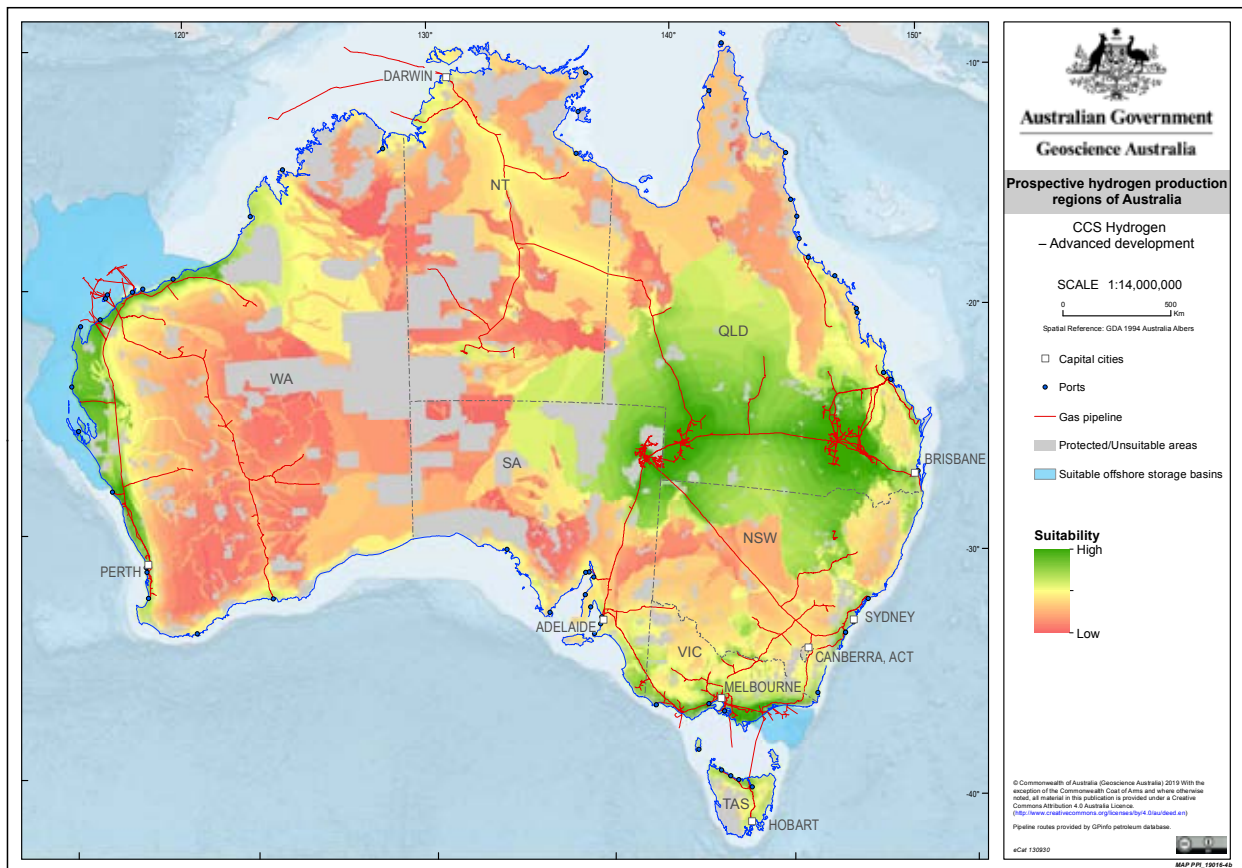 120°
130°
140°
150°
-10°
-20°
-30°
-40°
DARWIN
NT
QLD
WA
SA
BRISBANE
NSW
PERTH
ADELAIDE
SYDNEY
VIC
CANBERRA, ACT
MELBOURNE
TAS
HOBART
Australian Government
Geoscience Australia
Prospective hydrogen production
regions of Australia
CCS Hydrogen
– Advanced development
SCALE 1:14,000,000
0 500
Km
Spatial Reference: GDA 1994 Australia Albers
Capital cities
Ports
Gas pipeline
Protected/Unsuitable areas
Suitable offshore storage basins
Suitability
High
Low
© Commonwealth of Australia (Geoscience Australia) 2019 With the
exception of the Commonwealth Coat of Arms and where otherwise
noted, all material in this publication is provided under a Creative
Commons Attribution 4.0 Australia Licence.
(http://www.creativecommons.org/licenses/by/4.0/au/deed.en)
Pipeline routes provided by GPinfo petroleum database.
eCat 130930
MAP PPI_19016-4b